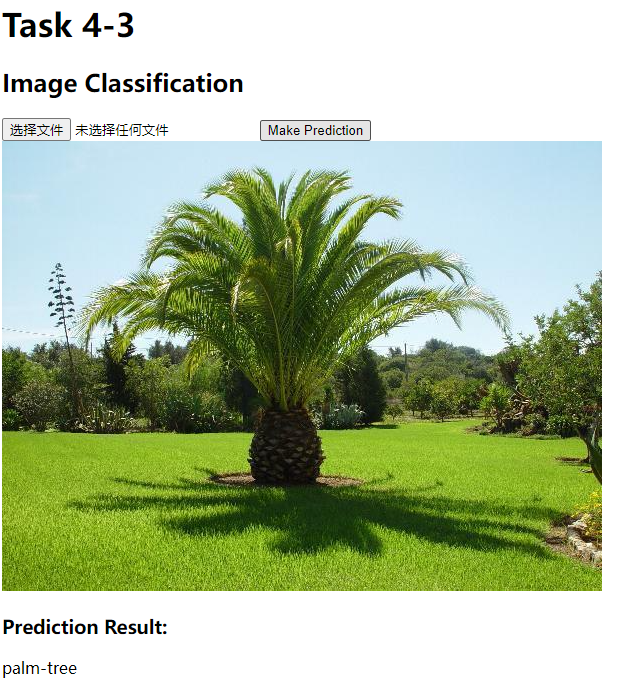 Task 4-3
Image Classification
选择文件 未选择任何文件 Make Prediction
Prediction Result:
palm-tree